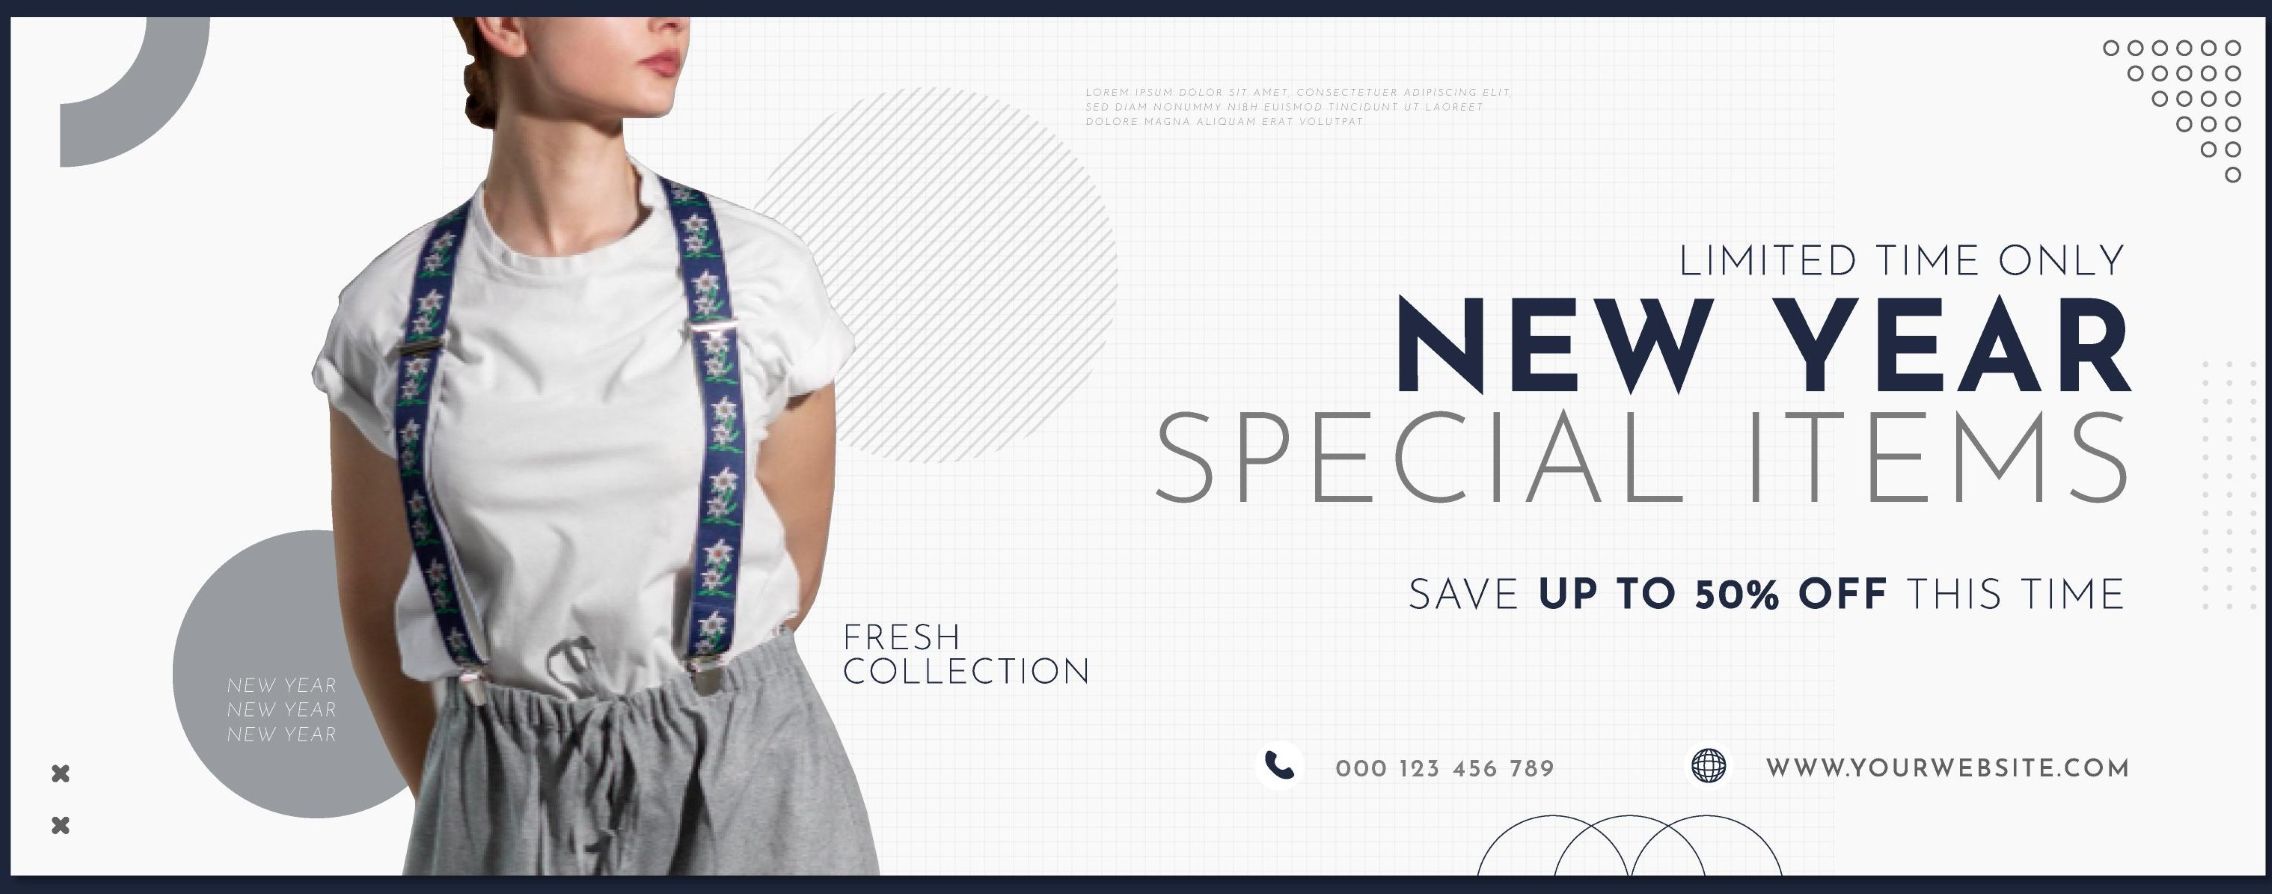 LOREM IPSUM DOLOR SIT AMET, CONSECTETUER ADIPISCING ELIT,
SED DIAM NONUMMY NIBH EUISMOD TINCIDUNT UT LAOREET
DOLORE MAGNA ALIQUAM ERAT VOLUTPAT.
LIMITED TIME ONLY
NEW YEAR
SPECIAL ITEMS
SAVE UP TO 50% OFF THIS TIME
FRESH
COLLECTION
NEW YEAR
NEW YEAR
NEW YEAR
000 123 456 789
WWW.YOURWEBSITE.COM